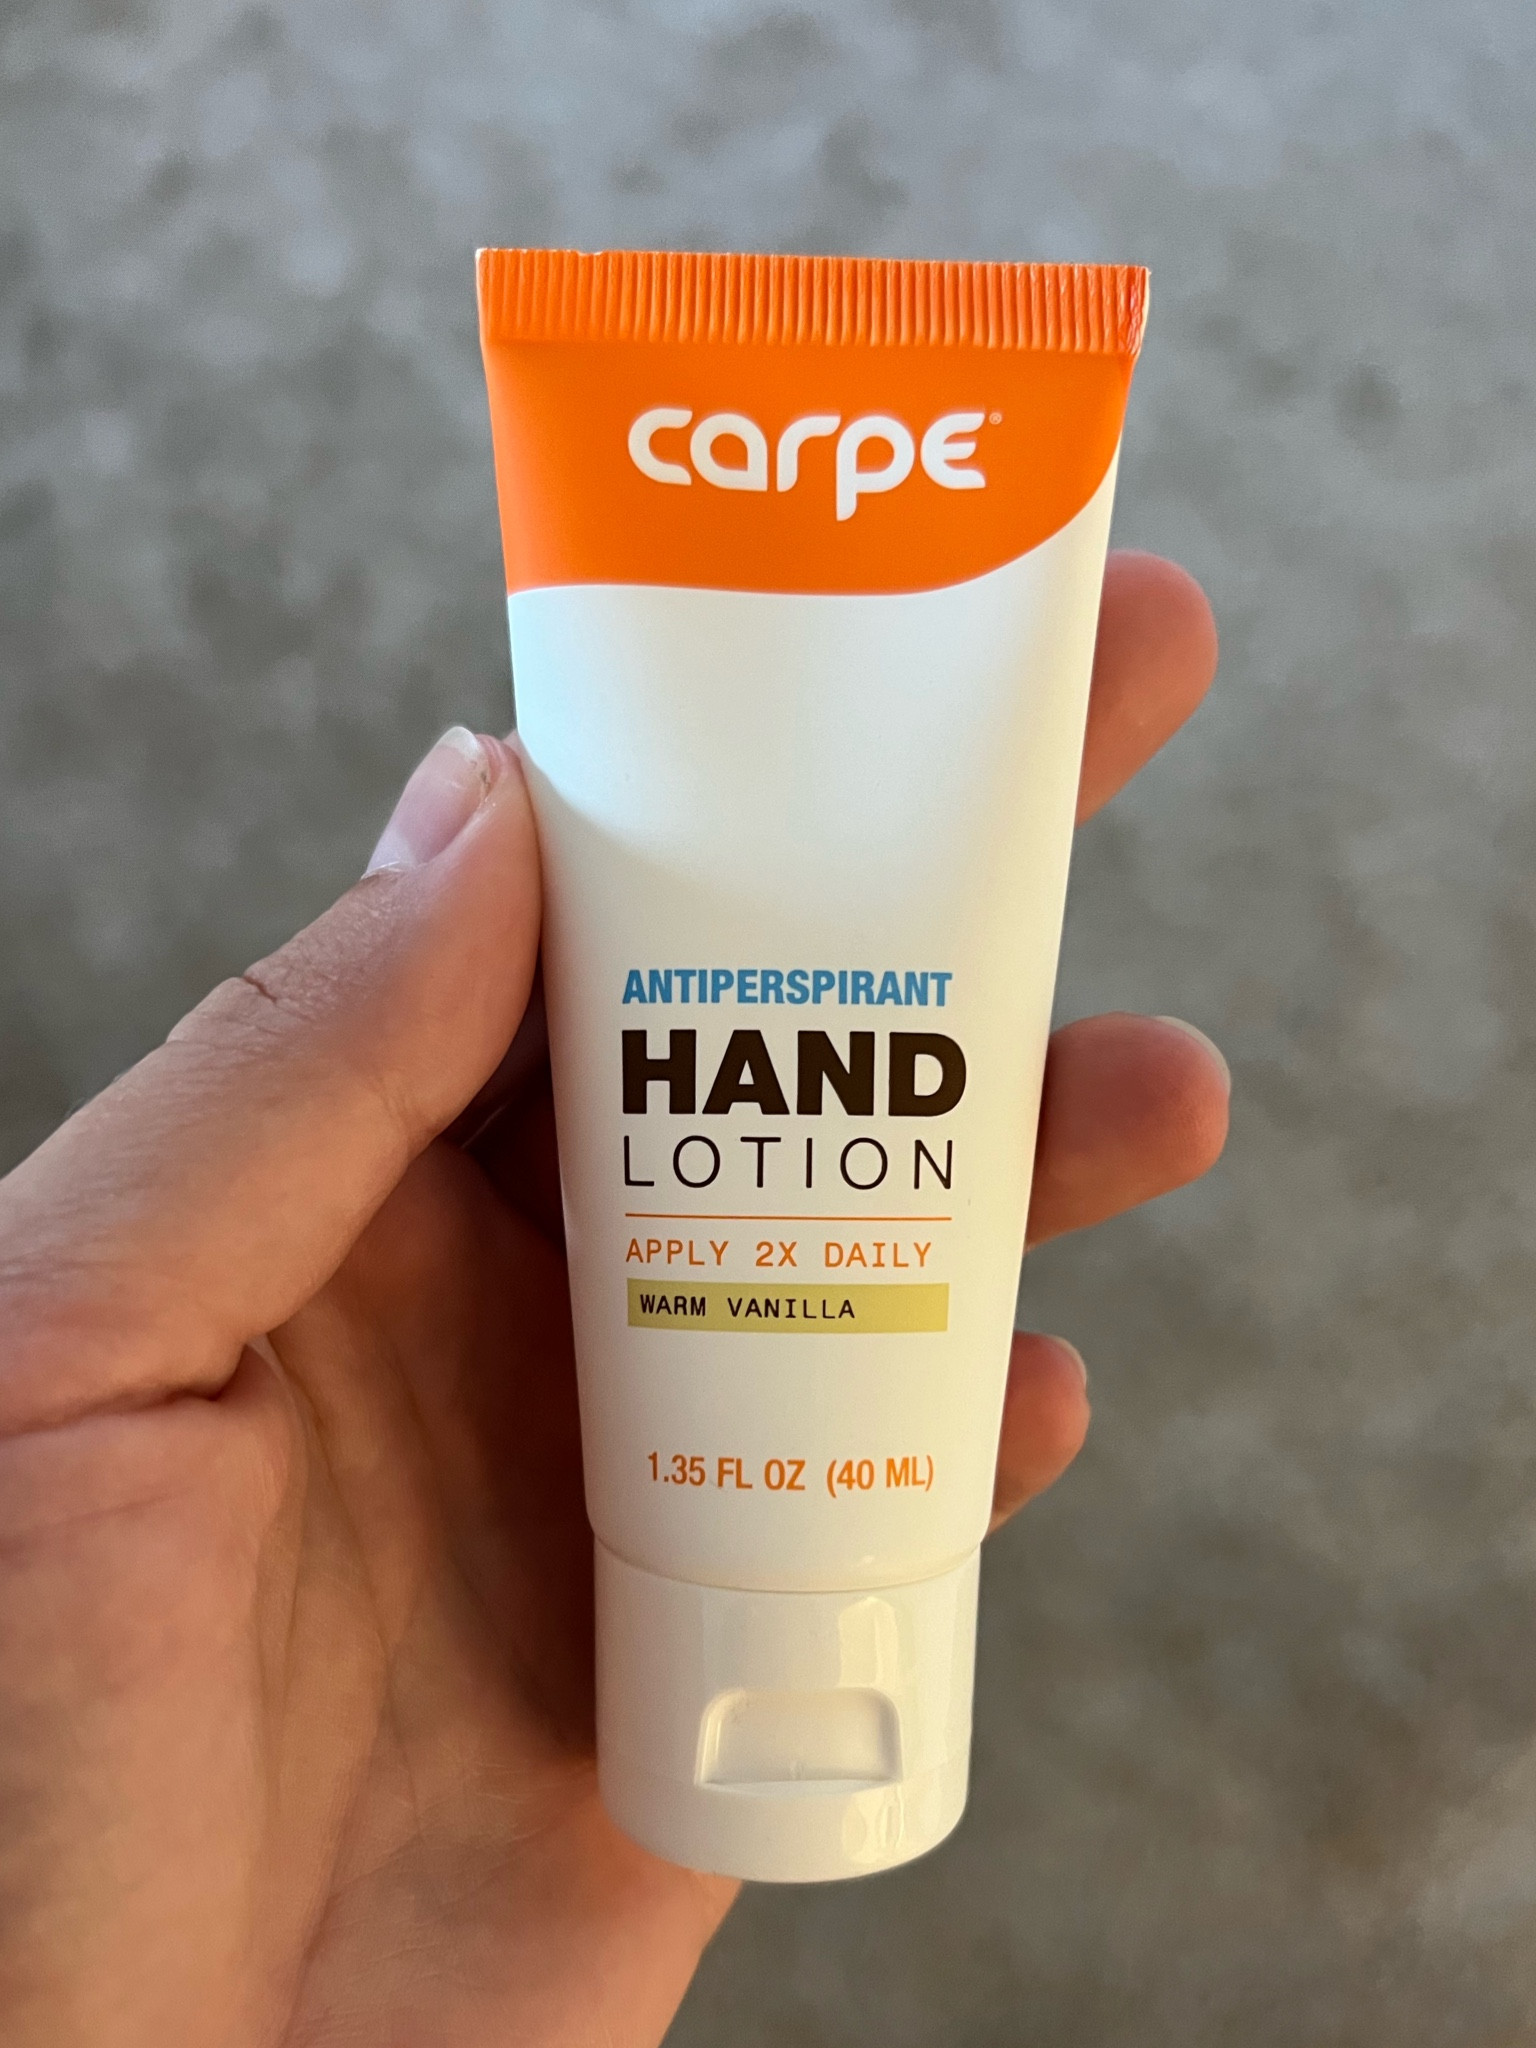 carpe®
ANTIPERSPIRANT
HAND
LOTION
APPLY 2X DAILY
WARM VANILLA
1.35 FL OZ (40 ML)